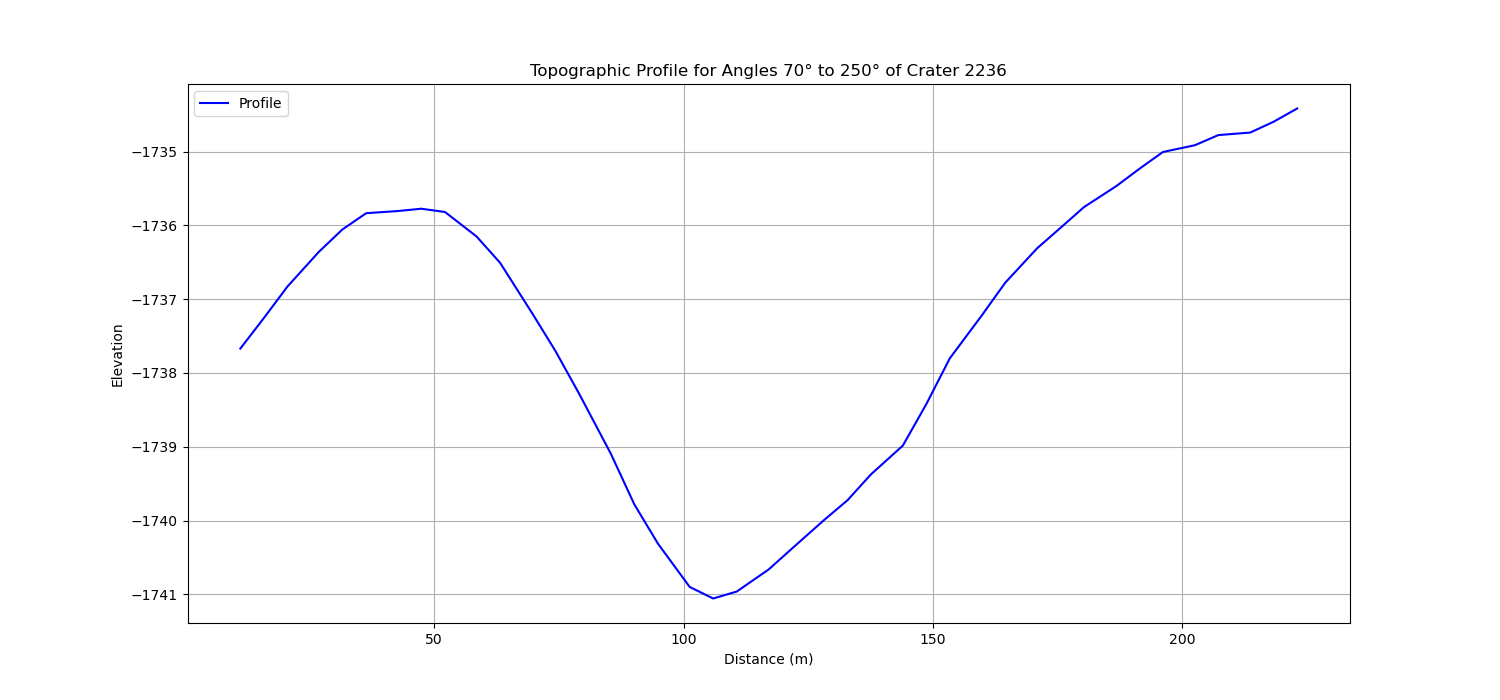 Topographic Profile for Angles 70° to 250° of Crater 2236
Profile
Elevation
−1735
−1736
−1737
−1738
−1739
−1740
−1741
50
100
150
200
Distance (m)